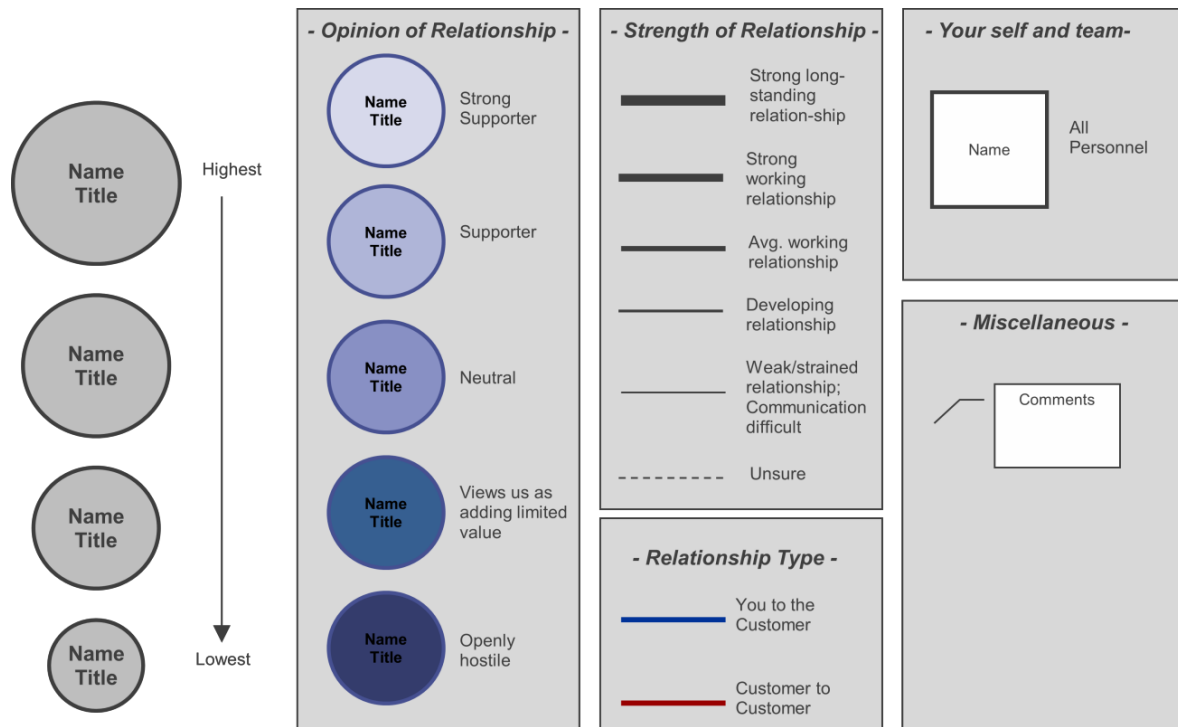 Name
Title
Highest
Name
Title
Name
Title
Name
Title
Lowest
- Opinion of Relationship -
Name
Title
Strong
Supporter
Name
Title
Supporter
Name
Title
Neutral
Name
Title
Views us as
adding limited
value
Name
Title
Openly
hostile
- Strength of Relationship -
Strong long-
standing
relation-ship
Strong
working
relationship
Avg. working
relationship
Developing
relationship
Weak/strained
relationship;
Communication
difficult
Unsure
- Relationship Type -
You to the
Customer
Customer to
Customer
- Your self and team-
Name
All
Personnel
- Miscellaneous -
Comments